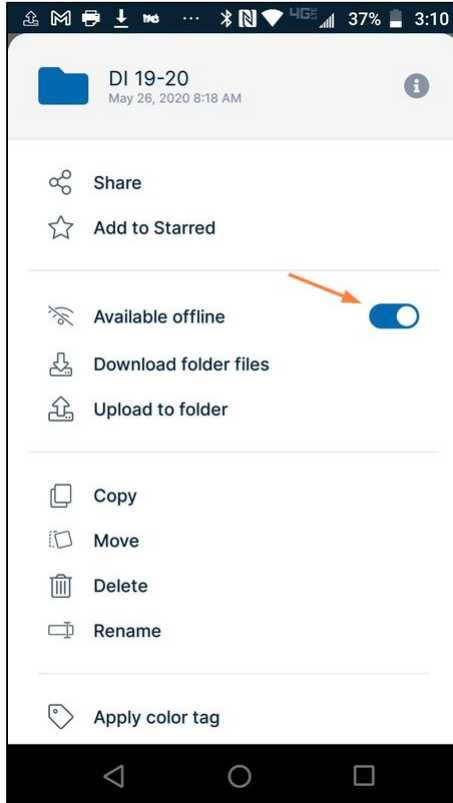 4G 37% 3:10
DI 19-20
May 26, 2020 8:18 AM
Share
Add to Starred
Available offline
Download folder files
Upload to folder
Copy
Move
Delete
Rename
Apply color tag